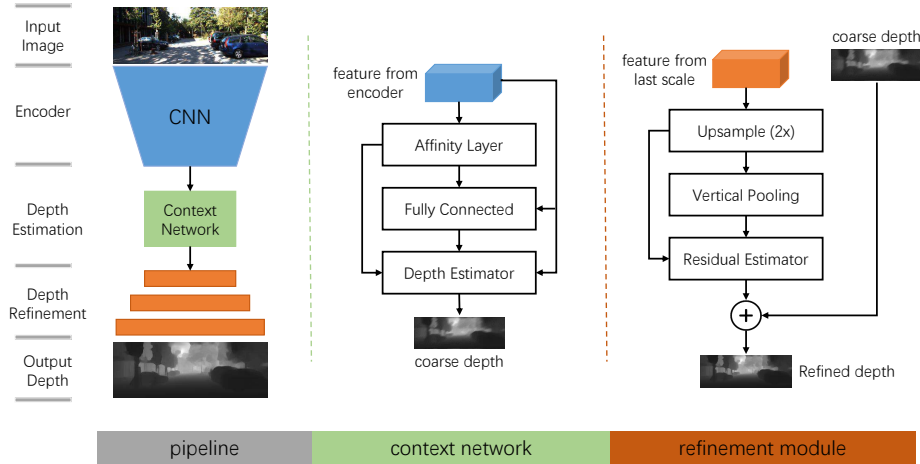 Input
Image
Encoder
Depth
Estimation
Depth
Refinement
Output
Depth
CNN
Context
Network
feature from
encoder
Affinity Layer
Fully Connected
Depth Estimator
coarse depth
feature from
last scale
coarse depth
Upsample (2x)
Vertical Pooling
Residual Estimator
+
Refined depth
pipeline
context network
refinement module